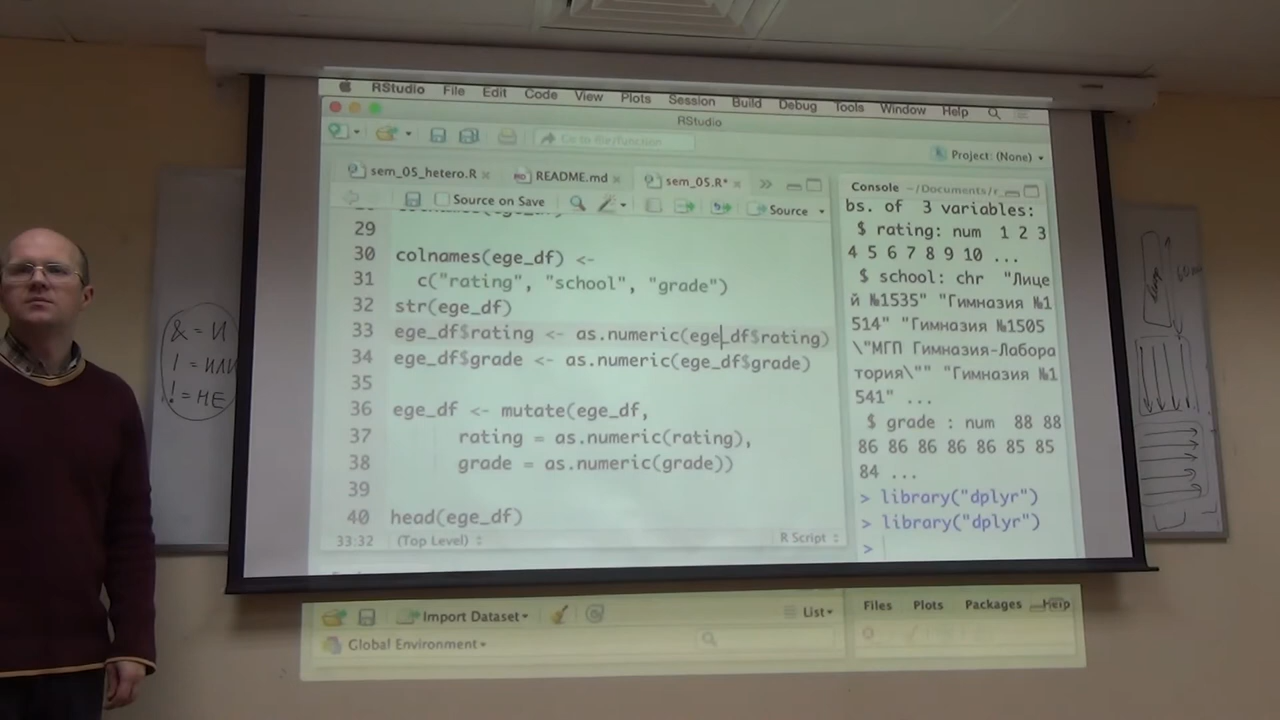 RStudio File Edit Code View Plots Session Build Debug Tools Window Help
RStudio
Go to file/function
Project: (None)
sem_05_hetero.R README.md sem_05.R*
Source on Save Source
29
30 colnames(ege_df) <-
31 c("rating", "school", "grade")
32 str(ege_df)
33 ege_df$rating <- as.numeric(ege_df$rating)
34 ege_df$grade <- as.numeric(ege_df$grade)
35
36 ege_df <- mutate(ege_df,
37 rating = as.numeric(rating),
38 grade = as.numeric(grade))
39
40 head(ege_df)
33:32 (Top Level) R Script
Console
bs. of 3 variables:
$ rating: num 1 2 3
4 5 6 7 8 9 10 ...
$ school: chr "Лице
й №1535" "Гимназия №1
514" "Гимназия №1505
\"МГП Гимназия-Лабора
тория\"" "Гимназия №1
541" ...
$ grade : num 88 88
86 86 86 86 86 85 85
84 ...
> library("dplyr")
> library("dplyr")
>
Import Dataset List
Global Environment
Files Plots Packages Help
& = И
| = ИЛИ
! = НЕ